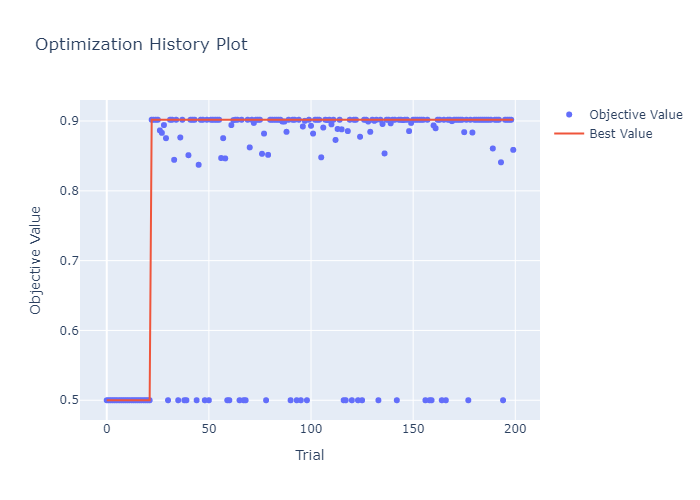 Optimization History Plot
Objective Value
Best Value
0.9
0.8
0.7
0.6
0.5
Objective Value
0
50
100
150
200
Trial